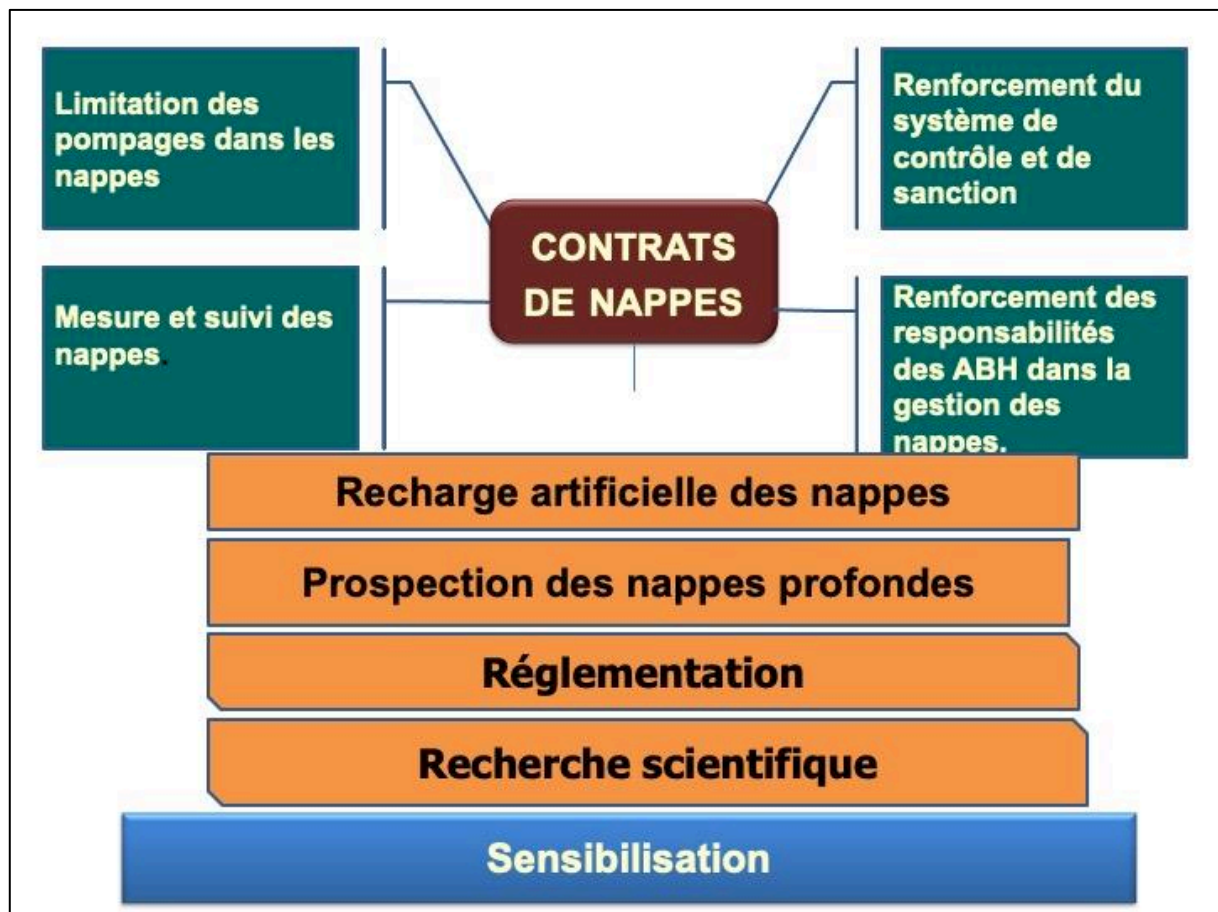 Limitation des
pompages dans les
nappes
Renforcement du
système de
contrôle et de
sanction
CONTRATS
DE NAPPES
Mesure et suivi des
nappes.
Renforcement des
responsabilités
des ABH dans la
gestion des
nappes.
Recharge artificielle des nappes
Prospection des nappes profondes
Réglementation
Recherche scientifique
Sensibilisation